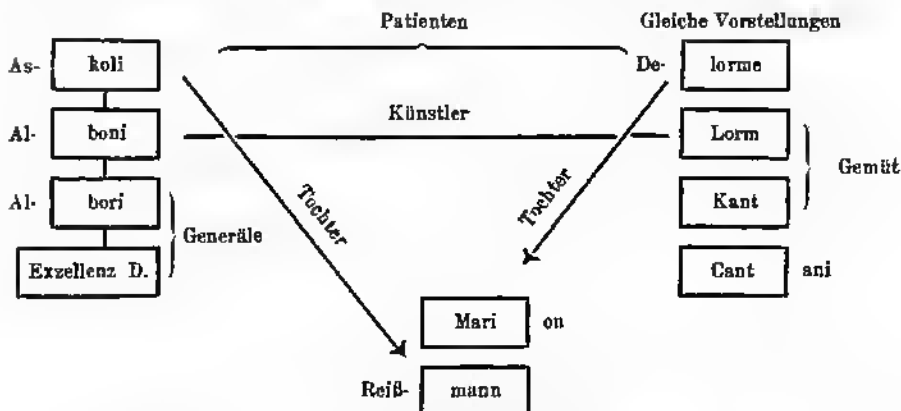 Patienten Gleiche Vorstellungen
As- koli De- lorme
Künstler
Al- boni Lorm
Gemüt
Al- bori Kant
Generäle
Tochter Tochter
Exzellenz D. Cant ani
Mari on
Reiß- mann